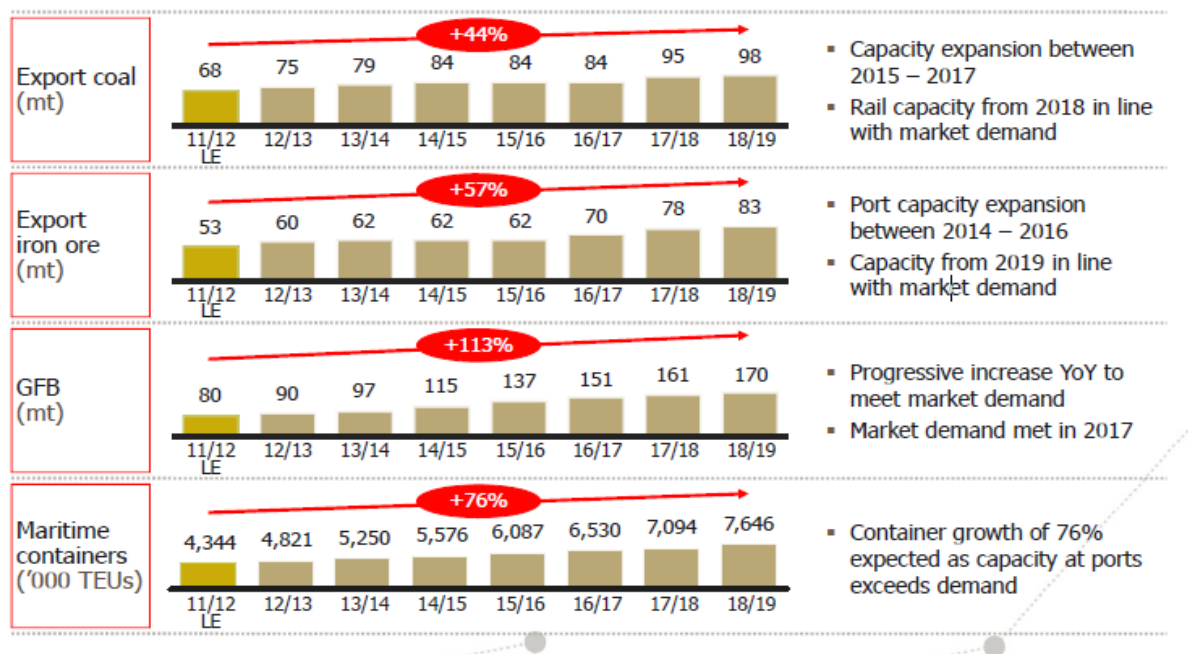 +44%
Export coal
(mt)
68 75 79 84 84 84 95 98
11/12 12/13 13/14 14/15 15/16 16/17 17/18 18/19
LE
▪ Capacity expansion between
2015 – 2017
▪ Rail capacity from 2018 in line
with market demand
+57%
Export
iron ore
(mt)
53 60 62 62 62 70 78 83
11/12 12/13 13/14 14/15 15/16 16/17 17/18 18/19
LE
▪ Port capacity expansion
between 2014 – 2016
▪ Capacity from 2019 in line
with market demand
+113%
GFB
(mt)
80 90 97 115 137 151 161 170
11/12 12/13 13/14 14/15 15/16 16/17 17/18 18/19
LE
▪ Progressive increase YoY to
meet market demand
▪ Market demand met in 2017
+76%
Maritime
containers
('000 TEUs)
4,344 4,821 5,250 5,576 6,087 6,530 7,094 7,646
11/12 12/13 13/14 14/15 15/16 16/17 17/18 18/19
LE
▪ Container growth of 76%
expected as capacity at ports
exceeds demand